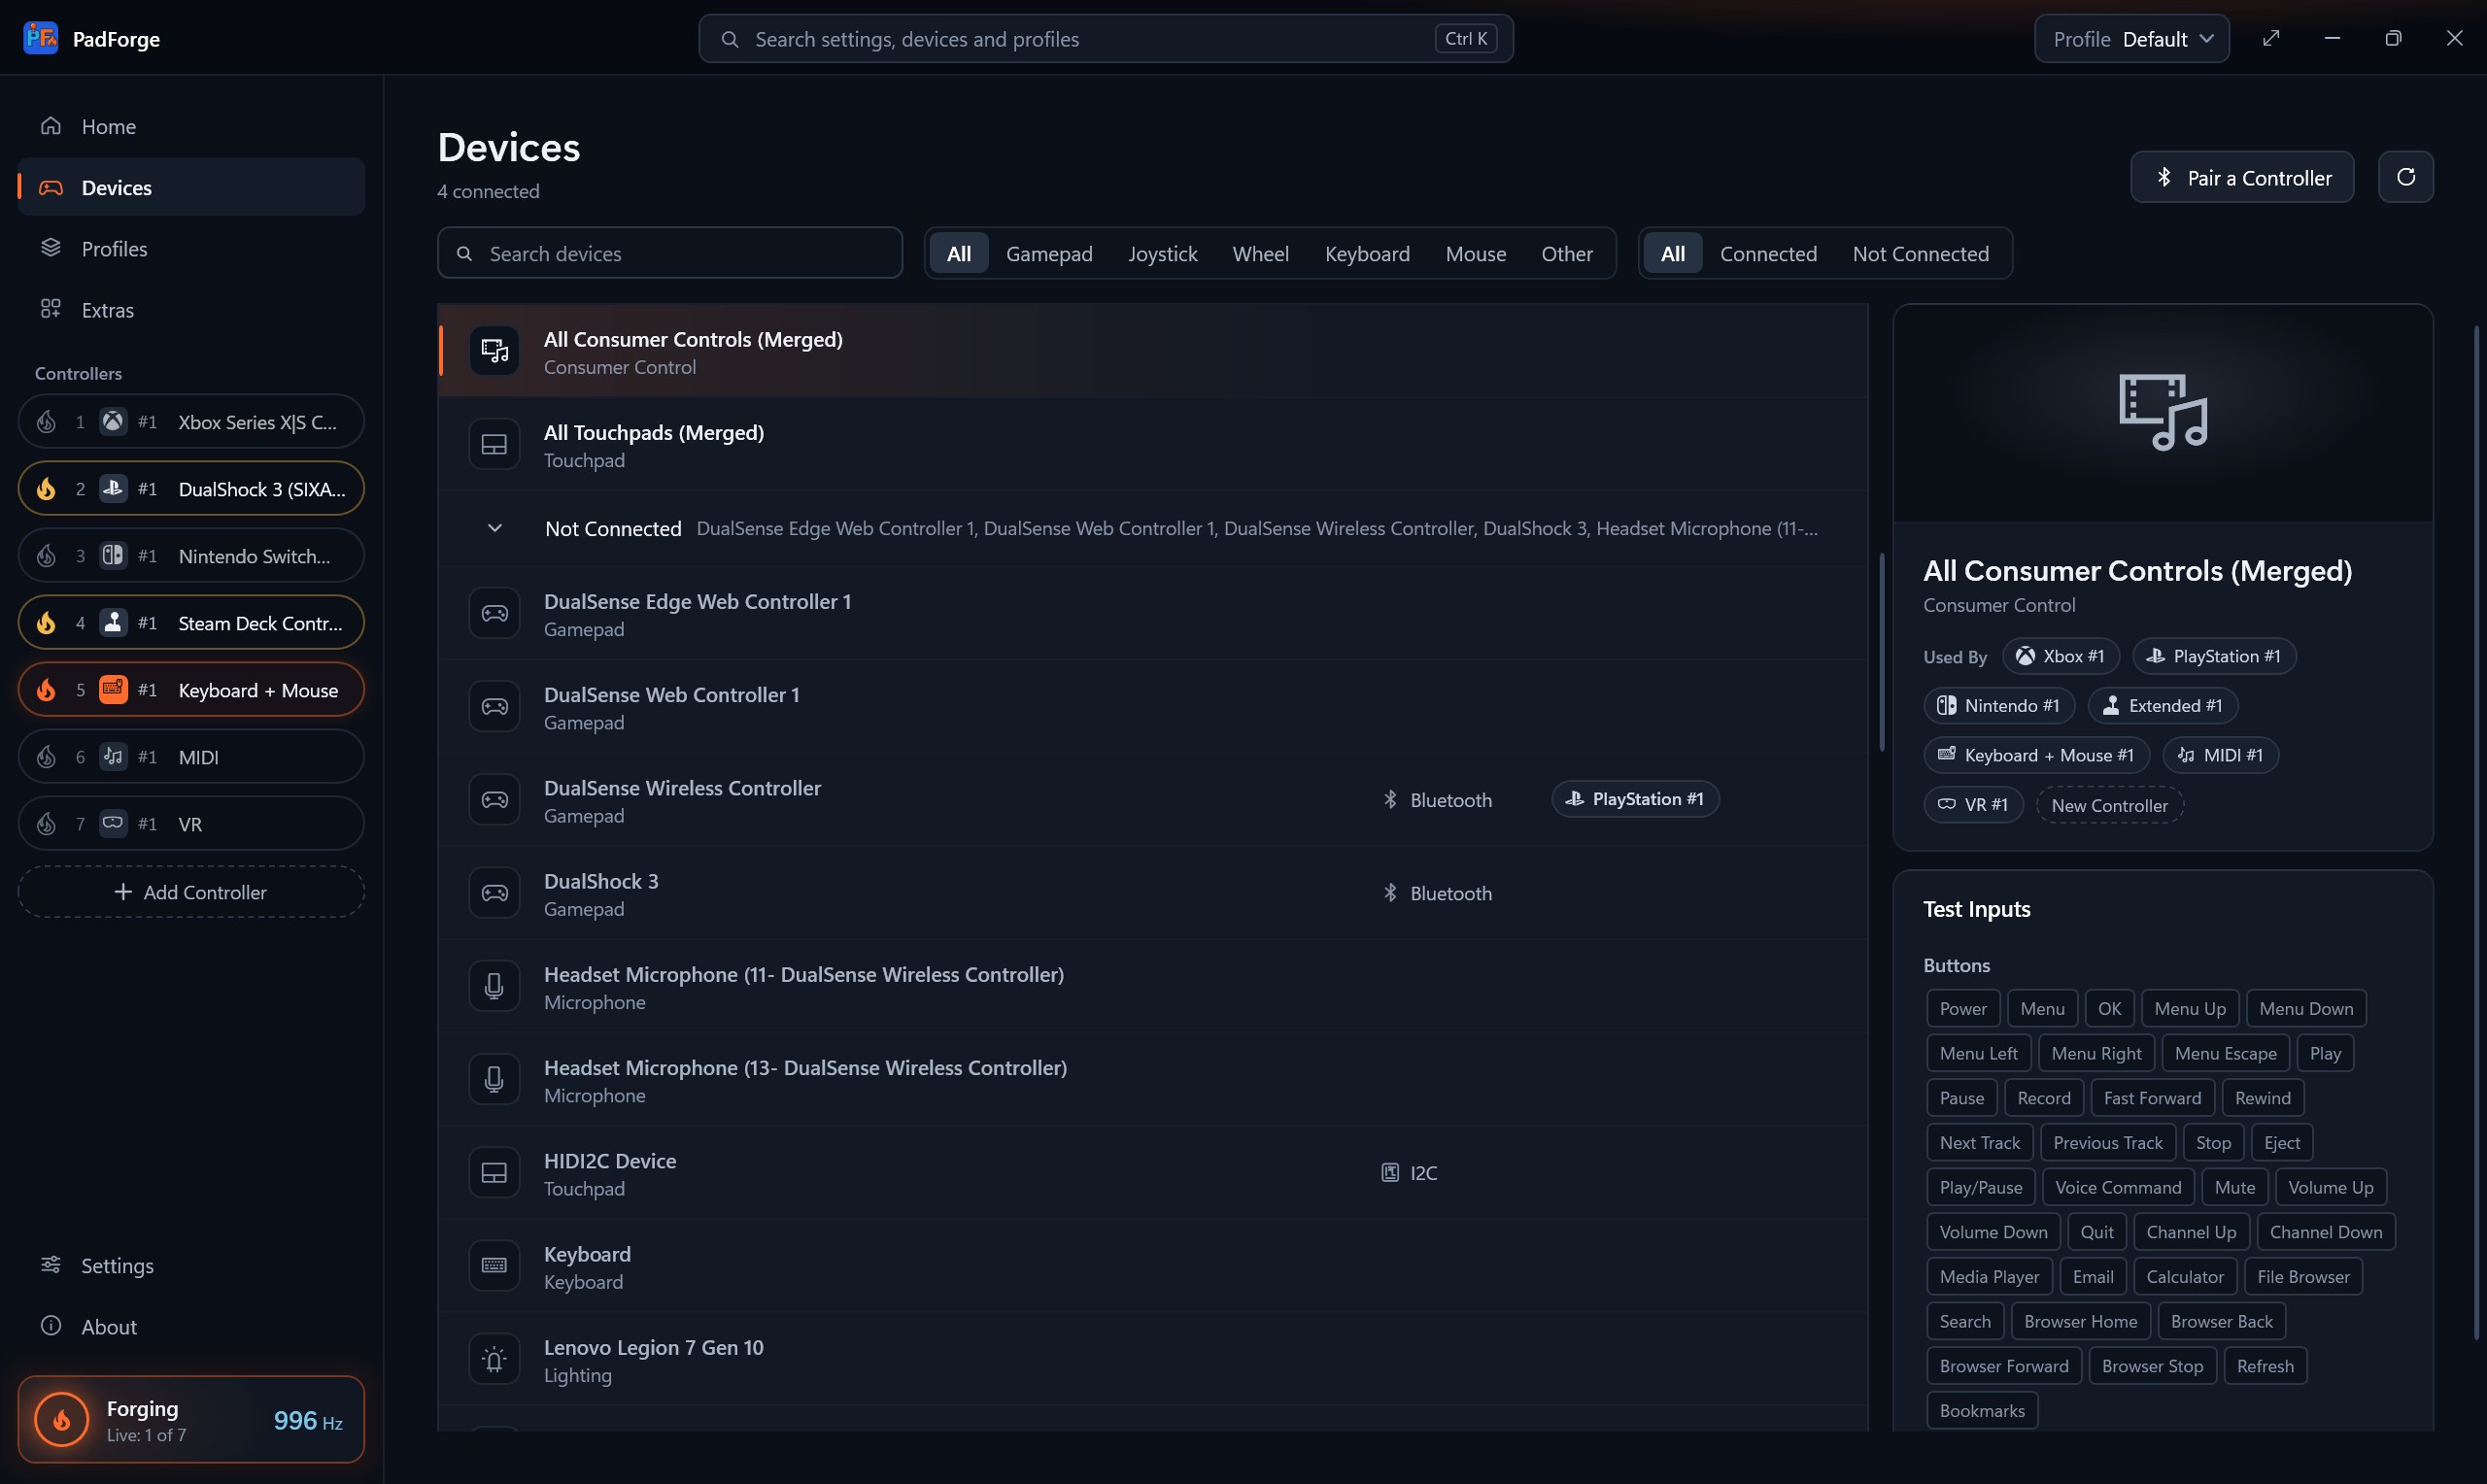 PadForge
Search settings, devices and profiles
Ctrl K
Profile Default
Home
Devices
Profiles
Extras
Controllers
1 #1 Xbox Series X|S C...
2 #1 DualShock 3 (SIXA...
3 #1 Nintendo Switch...
4 #1 Steam Deck Contr...
5 #1 Keyboard + Mouse
6 #1 MIDI
7 #1 VR
Add Controller
Settings
About
Forging
Live: 1 of 7
996 Hz
Devices
4 connected
Pair a Controller
Search devices
All Gamepad Joystick Wheel Keyboard Mouse Other
All Connected Not Connected
All Consumer Controls (Merged)
Consumer Control
All Touchpads (Merged)
Touchpad
Not Connected DualSense Edge Web Controller 1, DualSense Web Controller 1, DualSense Wireless Controller, DualShock 3, Headset Microphone (11-...
DualSense Edge Web Controller 1
Gamepad
DualSense Web Controller 1
Gamepad
DualSense Wireless Controller
Gamepad
Bluetooth
PlayStation #1
DualShock 3
Gamepad
Bluetooth
Headset Microphone (11- DualSense Wireless Controller)
Microphone
Headset Microphone (13- DualSense Wireless Controller)
Microphone
HIDI2C Device
Touchpad
I2C
Keyboard
Keyboard
Lenovo Legion 7 Gen 10
Lighting
All Consumer Controls (Merged)
Consumer Control
Used By Xbox #1 PlayStation #1
Nintendo #1 Extended #1
Keyboard + Mouse #1 MIDI #1
VR #1 New Controller
Test Inputs
Buttons
Power Menu OK Menu Up Menu Down
Menu Left Menu Right Menu Escape Play
Pause Record Fast Forward Rewind
Next Track Previous Track Stop Eject
Play/Pause Voice Command Mute Volume Up
Volume Down Quit Channel Up Channel Down
Media Player Email Calculator File Browser
Search Browser Home Browser Back
Browser Forward Browser Stop Refresh
Bookmarks